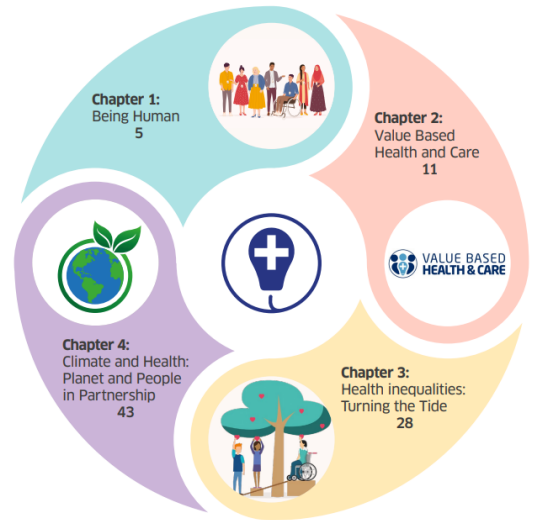 Chapter 1:
Being Human
5
Chapter 2:
Value Based
Health and Care
11
VALUE BASED
HEALTH & CARE
Chapter 3:
Health inequalities:
Turning the Tide
28
Chapter 4:
Climate and Health:
Planet and People
in Partnership
43